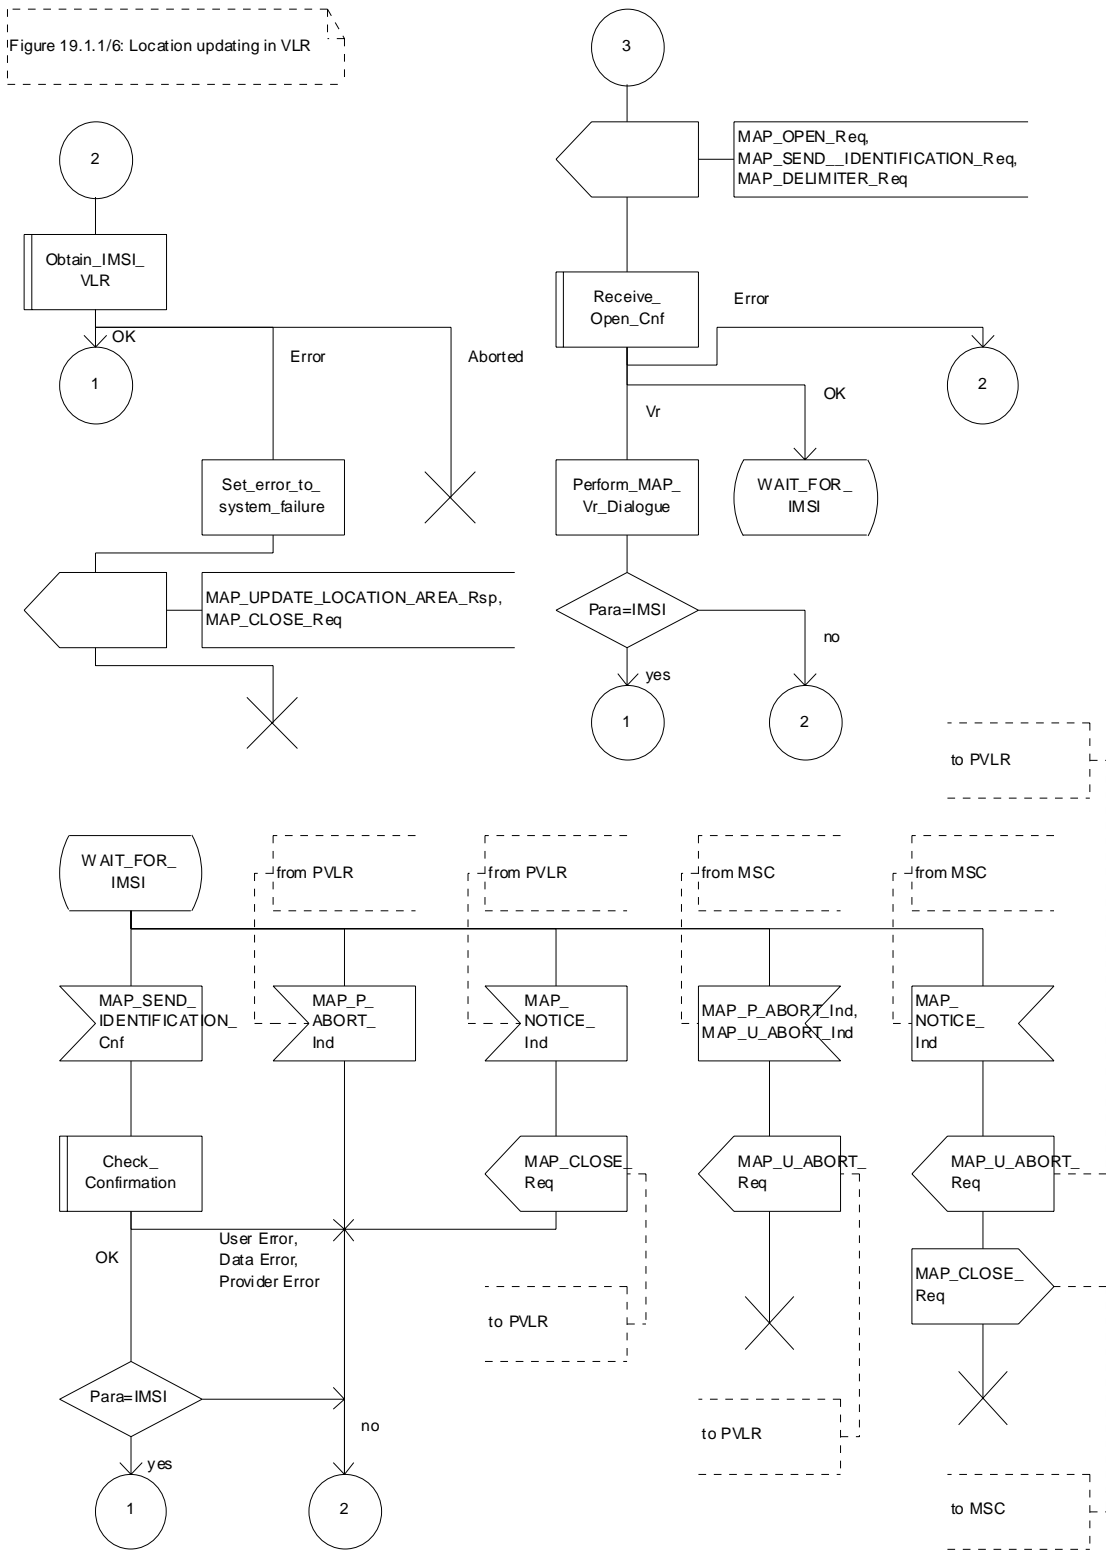 Figure 19.1.1/6: Location updating in VLR
3
2
MAP_OPEN_Req,
MAP_SEND__IDENTIFICATION_Req,
MAP_DELIMITER_Req
Obtain_IMSI_
VLR
Receive_
Open_Cnf
Error
OK
Error
Aborted
1
2
OK
Vr
Set_error_to_
system_failure
Perform_MAP_
Vr_Dialogue
WAIT_FOR_
IMSI
MAP_UPDATE_LOCATION_AREA_Rsp,
MAP_CLOSE_Req
Para=IMSI
no
yes
1
2
to PVLR
WAIT_FOR_
IMSI
from PVLR
from PVLR
from MSC
from MSC
MAP_SEND_
IDENTIFICATION_
Cnf
MAP_P_
ABORT_
Ind
MAP_
NOTICE_
Ind
MAP_P_ABORT_Ind,
MAP_U_ABORT_Ind
MAP_
NOTICE_
Ind
Check_
Confirmation
MAP_CLOSE_
Req
MAP_U_ABORT_
Req
MAP_U_ABORT_
Req
OK
User Error,
Data Error,
Provider Error
MAP_CLOSE_
Req
to PVLR
Para=IMSI
no
to PVLR
yes
1
2
to MSC